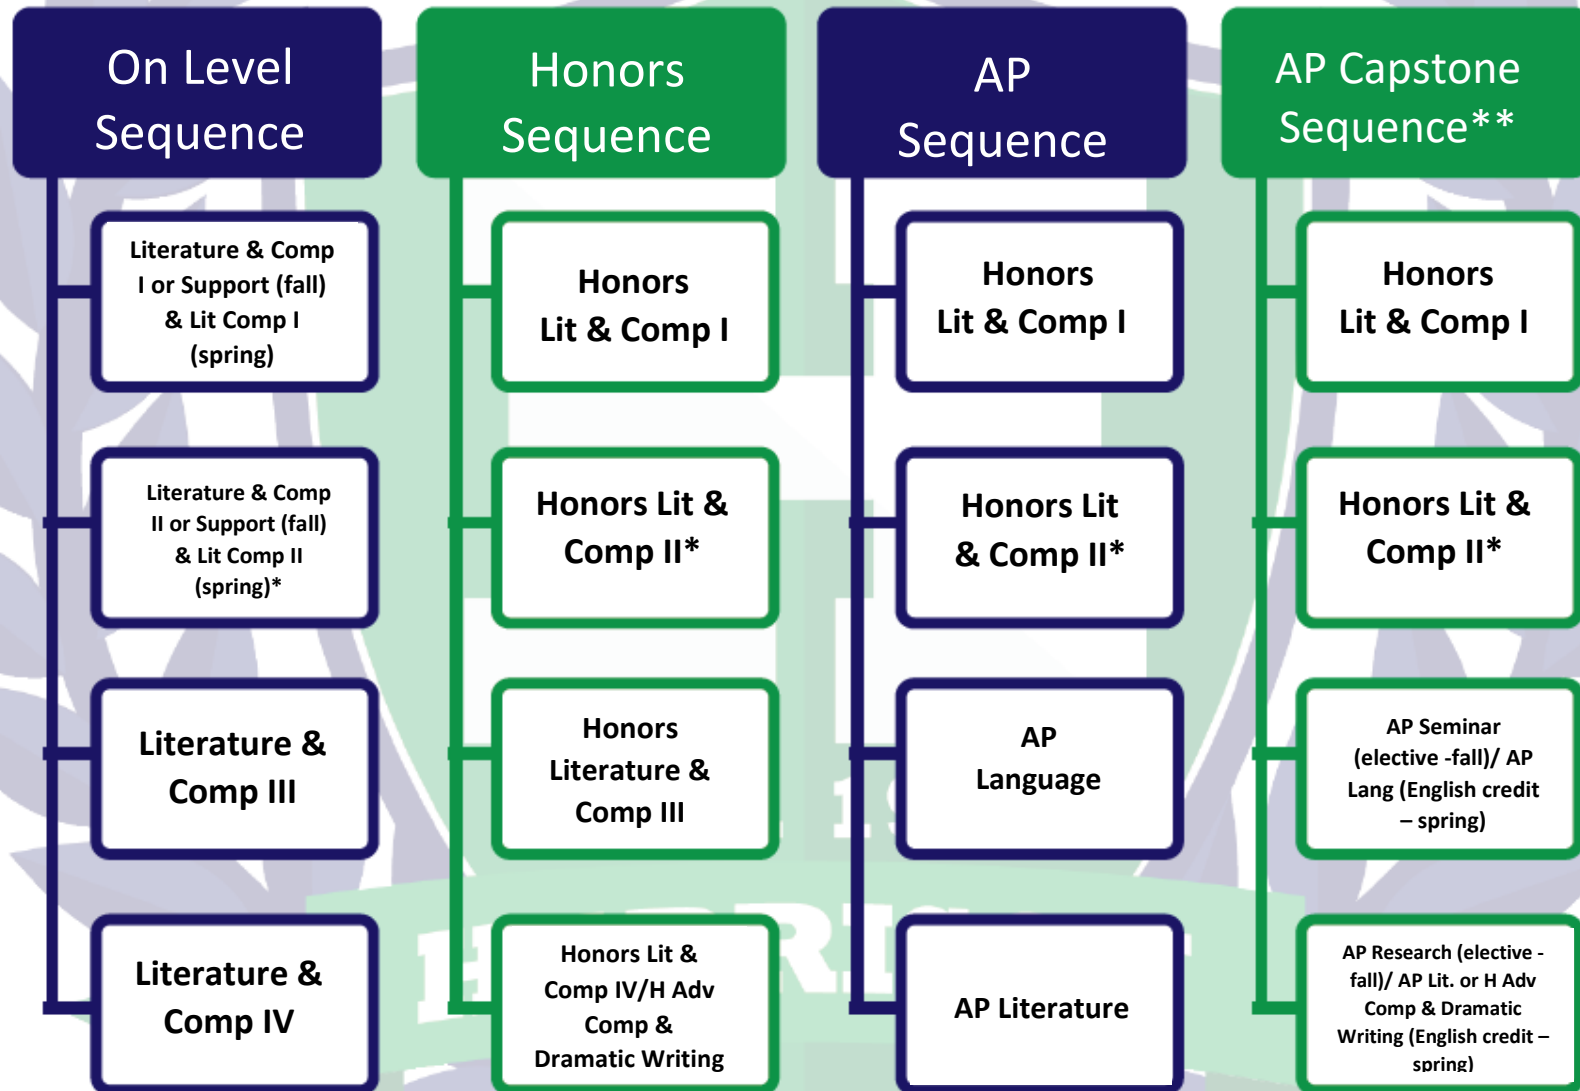 On Level
Sequence
Literature & Comp
I or Support (fall)
& Lit Comp I
(spring)
Literature & Comp
II or Support (fall)
& Lit Comp II
(spring)*
Literature &
Comp III
Literature &
Comp IV
Honors
Sequence
Honors
Lit & Comp I
Honors Lit &
Comp II*
Honors
Literature &
Comp III
Honors Lit &
Comp IV/H Adv
Comp &
Dramatic Writing
AP
Sequence
Honors
Lit & Comp I
Honors Lit
& Comp II*
AP
Language
AP Literature
AP Capstone
Sequence**
Honors
Lit & Comp I
Honors Lit &
Comp II*
AP Seminar
(elective -fall)/ AP
Lang (English credit
– spring)
AP Research (elective -
fall)/ AP Lit. or H Adv
Comp & Dramatic
Writing (English credit –
spring)